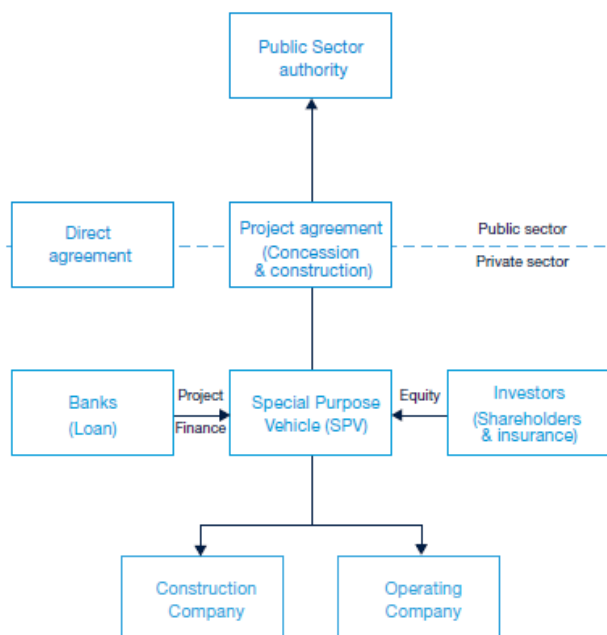 Public Sector
authority
Direct
agreement
Project agreement
(Concession
& construction)
Public sector
Private sector
Banks
(Loan)
Project
Finance
Special Purpose
Vehicle (SPV)
Equity
Investors
(Shareholders
& insurance)
Construction
Company
Operating
Company